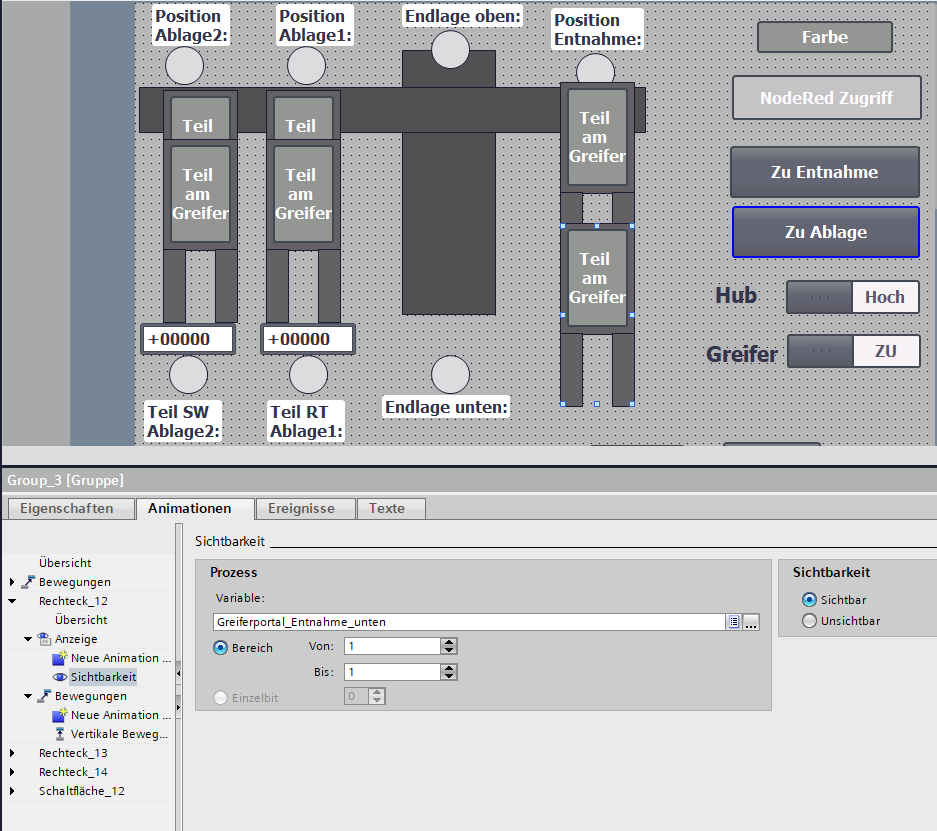 Position
Ablage2:
Position
Ablage1:
Endlage oben:
Position
Entnahme:
Farbe
NodeRed Zugriff
Zu Entnahme
Zu Ablage
Hub
Hoch
Greifer
ZU
Teil
Teil
Teil
am
Greifer
Teil
am
Greifer
Teil
am
Greifer
Teil
am
Greifer
+00000
+00000
Teil SW
Ablage2:
Teil RT
Ablage1:
Endlage unten:
Group_3 [Gruppe]
Eigenschaften
Animationen
Ereignisse
Texte
Übersicht
Bewegungen
Rechteck_12
Übersicht
Anzeige
Neue Animation ...
Sichtbarkeit
Bewegungen
Neue Animation ...
Vertikale Beweg...
Rechteck_13
Rechteck_14
Schaltfläche_12
Sichtbarkeit
Prozess
Variable:
Greiferportal_Entnahme_unten
...
Bereich
Von: 1
Bis: 1
Einzelbit
0
Sichtbarkeit
Sichtbar
Unsichtbar